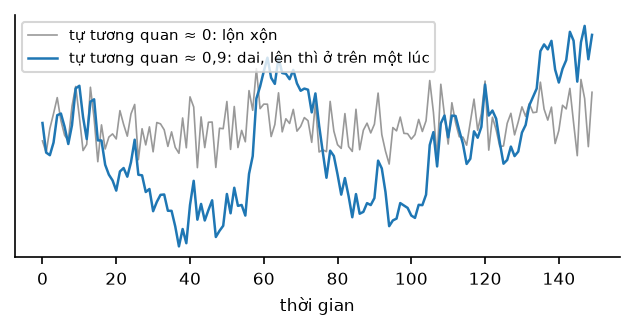 tự tương quan ≈ 0: lộn xộn
tự tương quan ≈ 0,9: dai, lên thì ở trên một lúc
0 20 40 60 80 100 120 140
thời gian